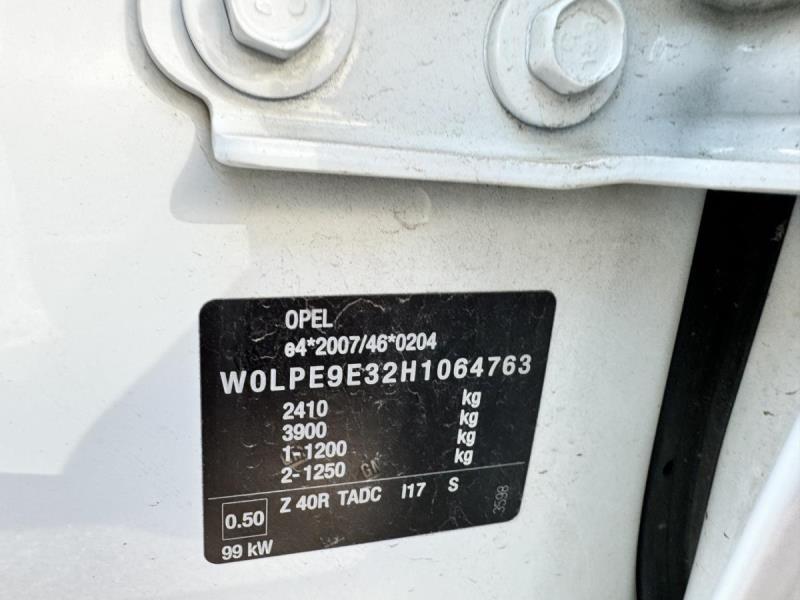 OPEL
e4*2007/46*0204
W0LPE9E32H1064763
2410 kg
3900 kg
1-1200 kg
2-1250 kg
0.50 Z 40R TADC I17 S
99 kW
3598